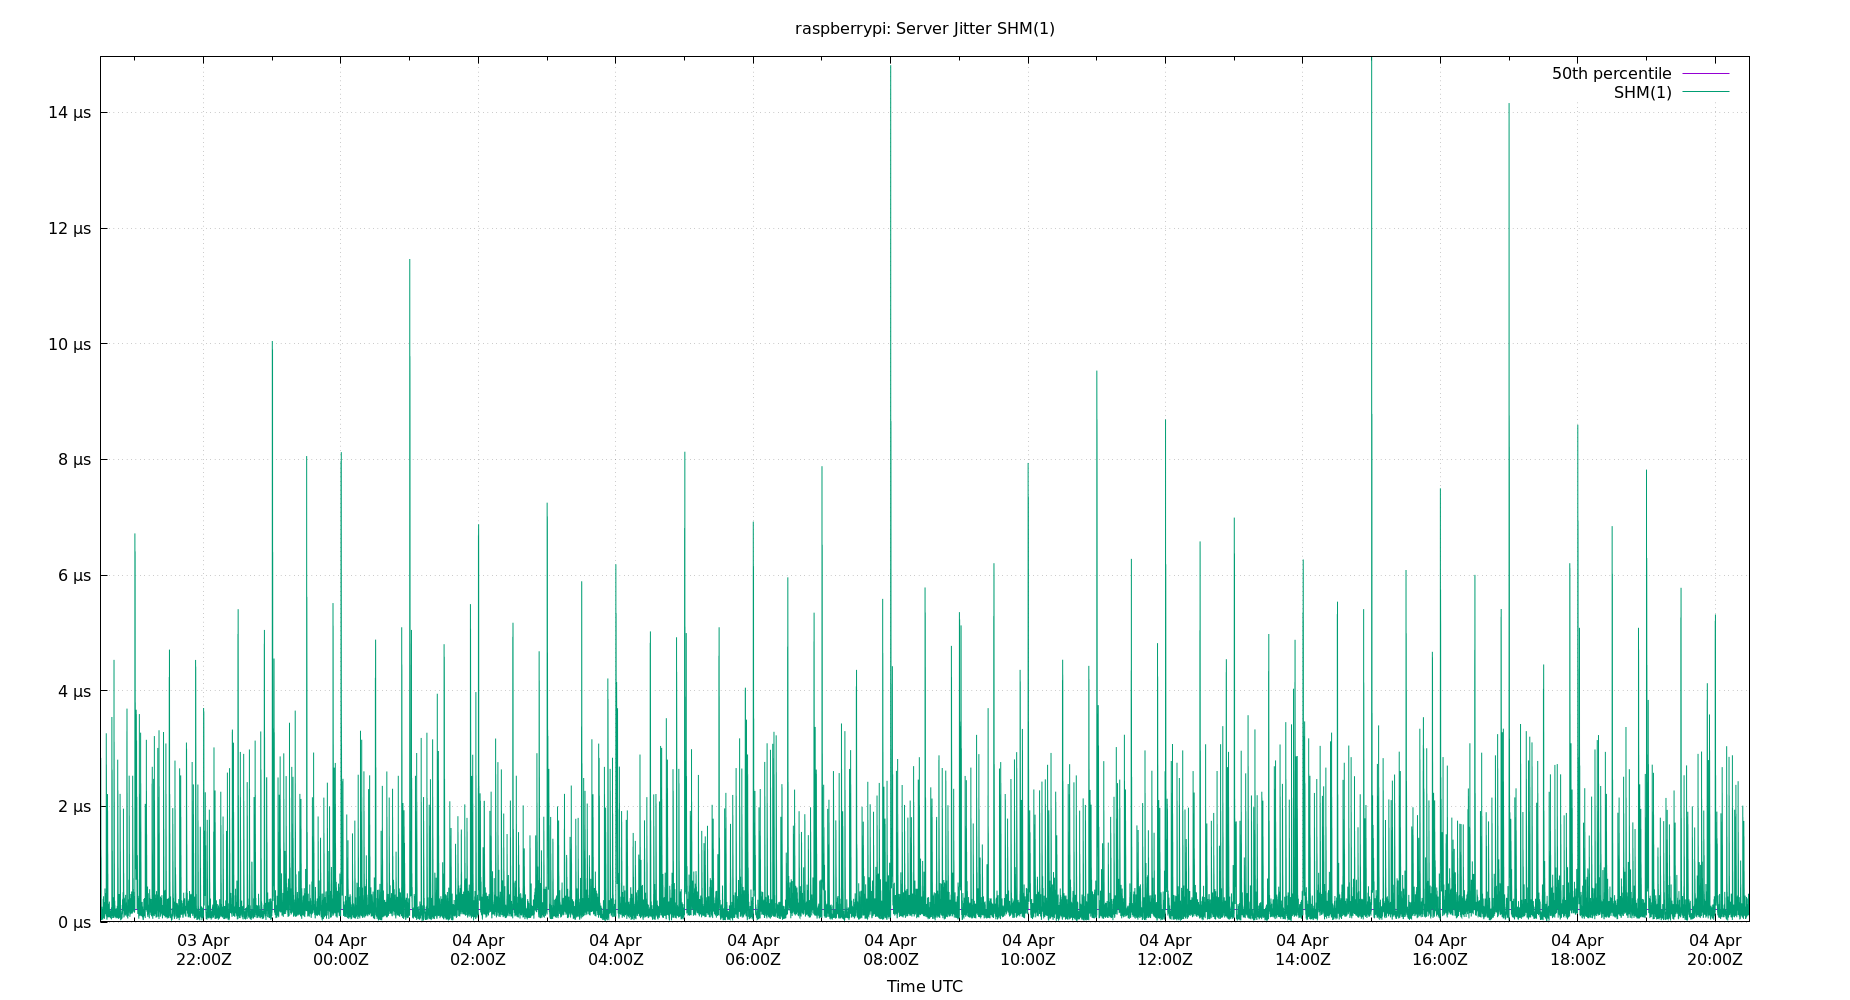 raspberrypi: Server Jitter SHM(1)
50th percentile
SHM(1)
14 µs
12 µs
10 µs
8 µs
6 µs
4 µs
2 µs
0 µs
03 Apr 04 Apr 04 Apr 04 Apr 04 Apr 04 Apr 04 Apr 04 Apr 04 Apr 04 Apr 04 Apr 04 Apr
22:00Z 00:00Z 02:00Z 04:00Z 06:00Z 08:00Z 10:00Z 12:00Z 14:00Z 16:00Z 18:00Z 20:00Z
Time UTC